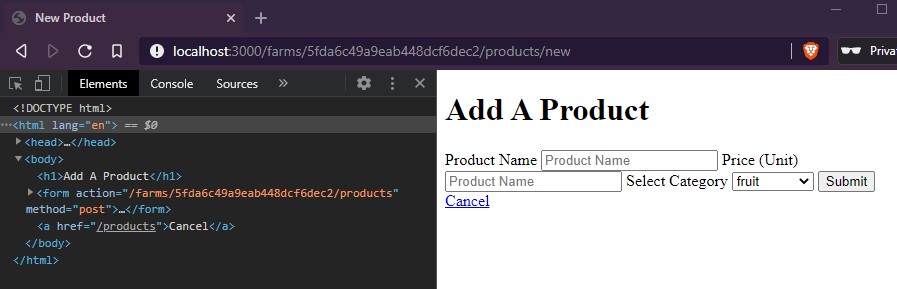 New Product
localhost:3000/farms/5fda6c49a9eab448dcf6dec2/products/new
Privat
Elements Console Sources »
<!DOCTYPE html>
…<html lang="en"> == $0
<head>…</head>
<body>
<h1>Add A Product</h1>
<form action="/farms/5fda6c49a9eab448dcf6dec2/products"
method="post">…</form>
<a href="/products">Cancel</a>
</body>
</html>
Add A Product
Product Name Product Name Price (Unit)
Product Name Select Category fruit Submit
Cancel